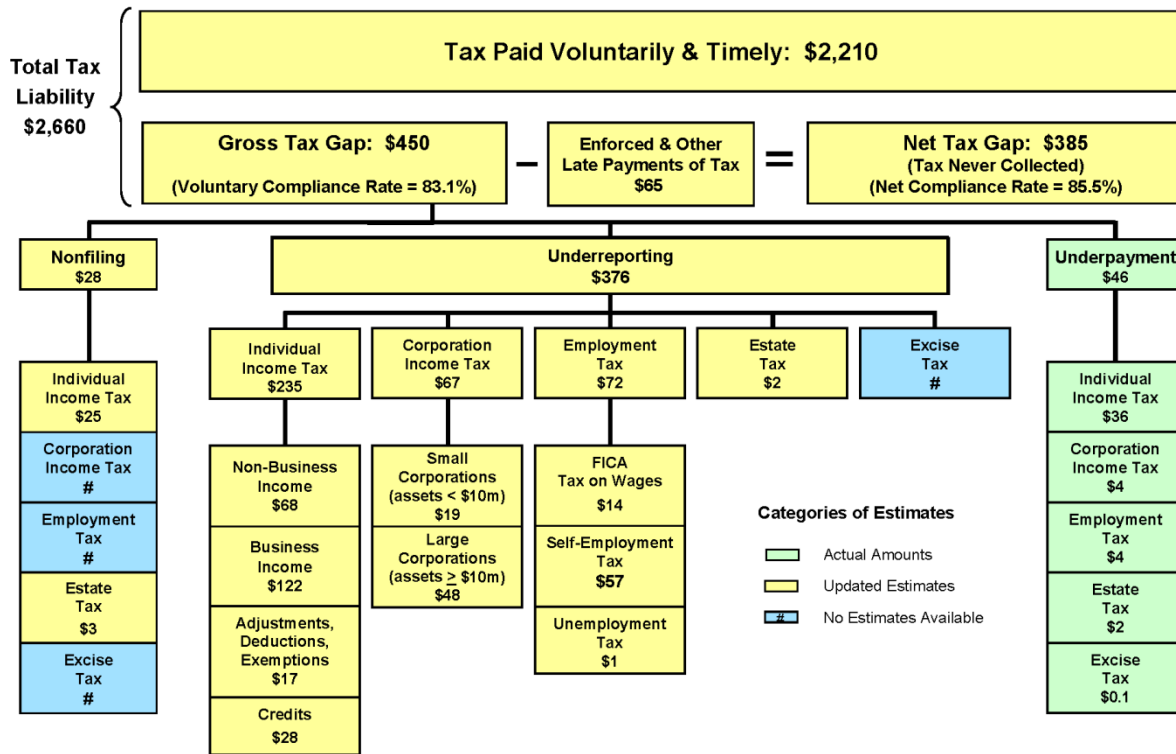 Total Tax
Liability
$2,660
Tax Paid Voluntarily & Timely: $2,210
Gross Tax Gap: $450
(Voluntary Compliance Rate = 83.1%)
–
Enforced & Other
Late Payments of Tax
$65
=
Net Tax Gap: $385
(Tax Never Collected)
(Net Compliance Rate = 85.5%)
Nonfiling
$28
Underreporting
$376
Underpayment
$46
Individual
Income Tax
$25
Corporation
Income Tax
#
Employment
Tax
#
Estate
Tax
$3
Excise
Tax
#
Individual
Income Tax
$235
Non-Business
Income
$68
Business
Income
$122
Adjustments,
Deductions,
Exemptions
$17
Credits
$28
Corporation
Income Tax
$67
Small
Corporations
(assets < $10m)
$19
Large
Corporations
(assets ≥ $10m)
$48
Employment
Tax
$72
FICA
Tax on Wages
$14
Self-Employment
Tax
$57
Unemployment
Tax
$1
Estate
Tax
$2
Excise
Tax
#
Categories of Estimates
Actual Amounts
Updated Estimates
# No Estimates Available
Individual
Income Tax
$36
Corporation
Income Tax
$4
Employment
Tax
$4
Estate
Tax
$2
Excise
Tax
$0.1